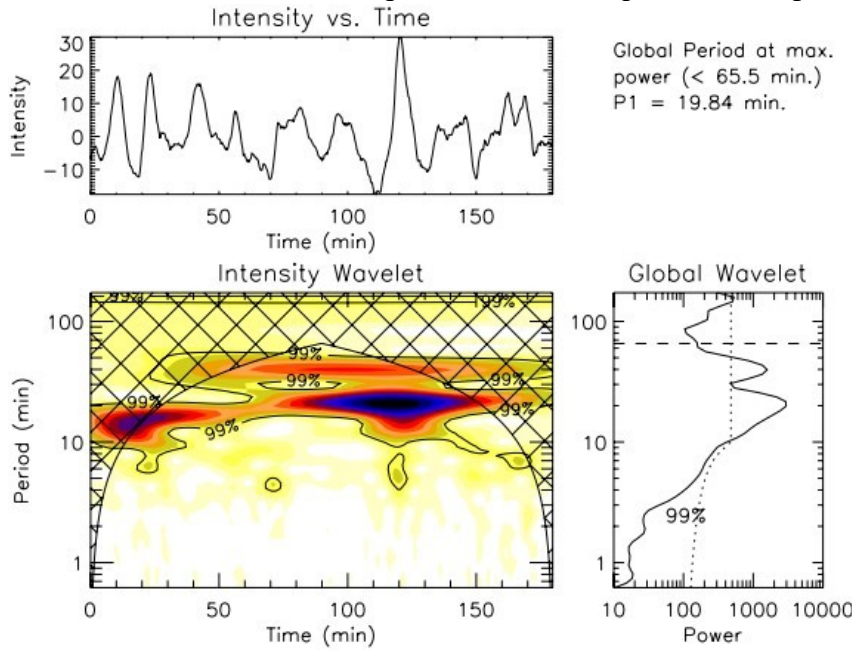 Intensity vs. Time
30
20
10
0
−10
Intensity
0 50 100 150
Time (min)
Global Period at max.
power (< 65.5 min.)
P1 = 19.84 min.
Intensity Wavelet
100
10
1
Period (min)
99% 99%
99%
99% 99%
99% 99%
99%
0 50 100 150
Time (min)
Global Wavelet
100
10
1
99%
10 100 1000 10000
Power